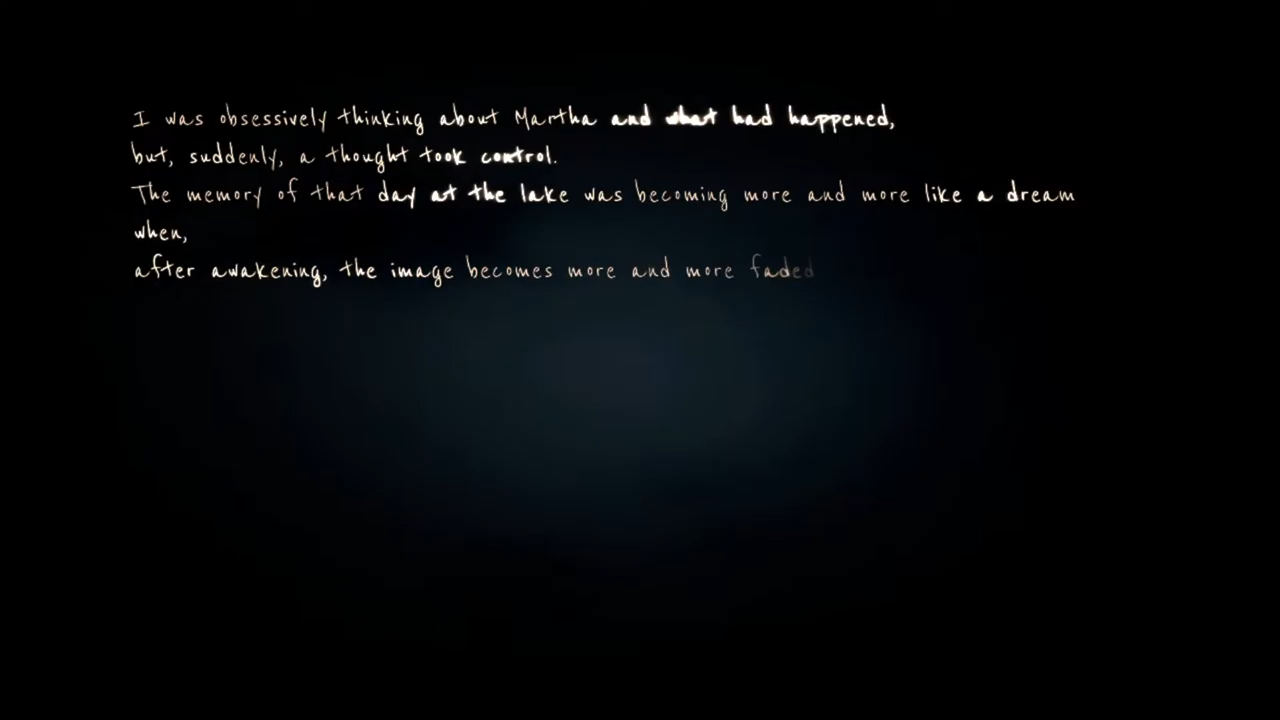 I was obsessively thinking about Martha and what had happened,
but, suddenly, a thought took control.
The memory of that day at the lake was becoming more and more like a dream
when,
after awakening, the image becomes more and more faded